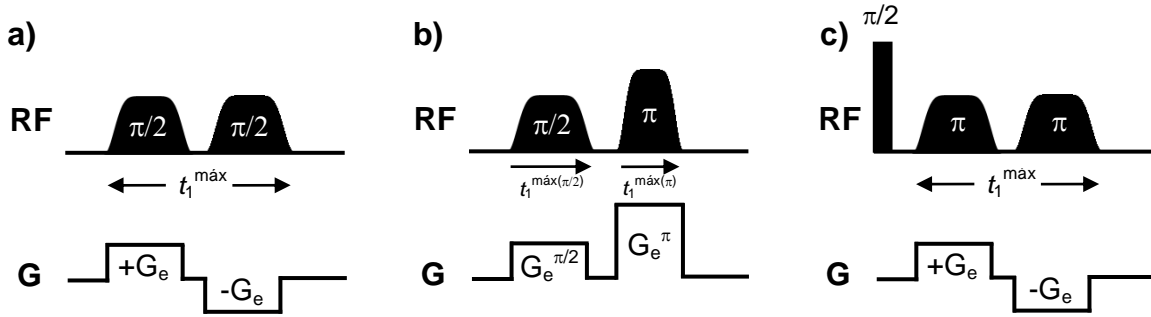 a)
RF
π/2
π/2
t₁ᵐáˣ
G
+Gₑ
-Gₑ
b)
RF
π/2
π
t₁ᵐáˣ⁽π/²⁾
t₁ᵐáˣ⁽π⁾
G
Gₑπ/²
Gₑπ
c)
π/2
RF
π
π
t₁ᵐáˣ
G
+Gₑ
-Gₑ